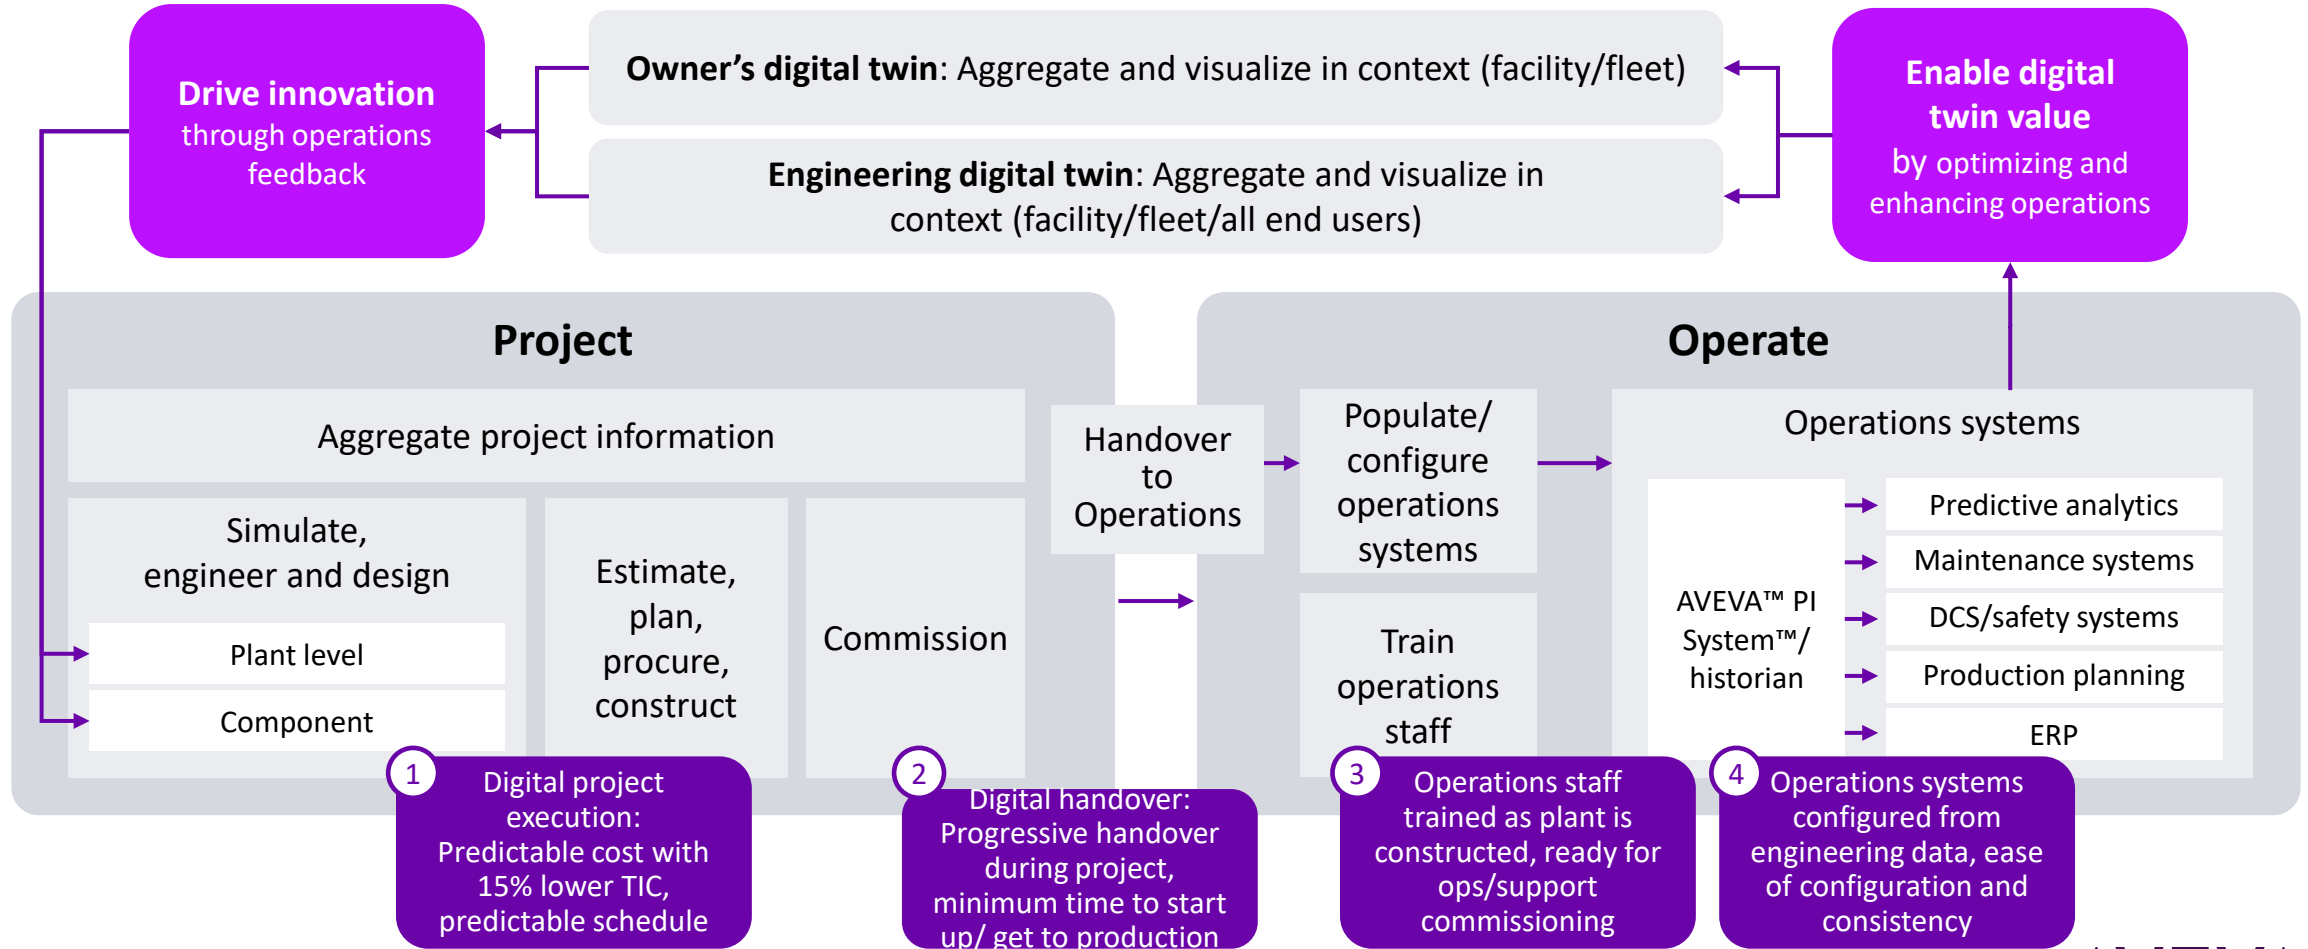 Drive innovation
through operations
feedback
Owner’s digital twin: Aggregate and visualize in context (facility/fleet)
Engineering digital twin: Aggregate and visualize in
context (facility/fleet/all end users)
Enable digital
twin value
by optimizing and
enhancing operations
Project
Aggregate project information
Simulate,
engineer and design
Plant level
Component
Estimate,
plan,
procure,
construct
Commission
Handover
to
Operations
Operate
Populate/
configure
operations
systems
Train
operations
staff
Operations systems
AVEVA™ PI
System™/
historian
Predictive analytics
Maintenance systems
DCS/safety systems
Production planning
ERP
1
Digital project
execution:
Predictable cost with
15% lower TIC,
predictable schedule
2
Digital handover:
Progressive handover
during project,
minimum time to start
up/ get to production
3
Operations staff
trained as plant is
constructed, ready for
ops/support
commissioning
4
Operations systems
configured from
engineering data, ease
of configuration and
consistency